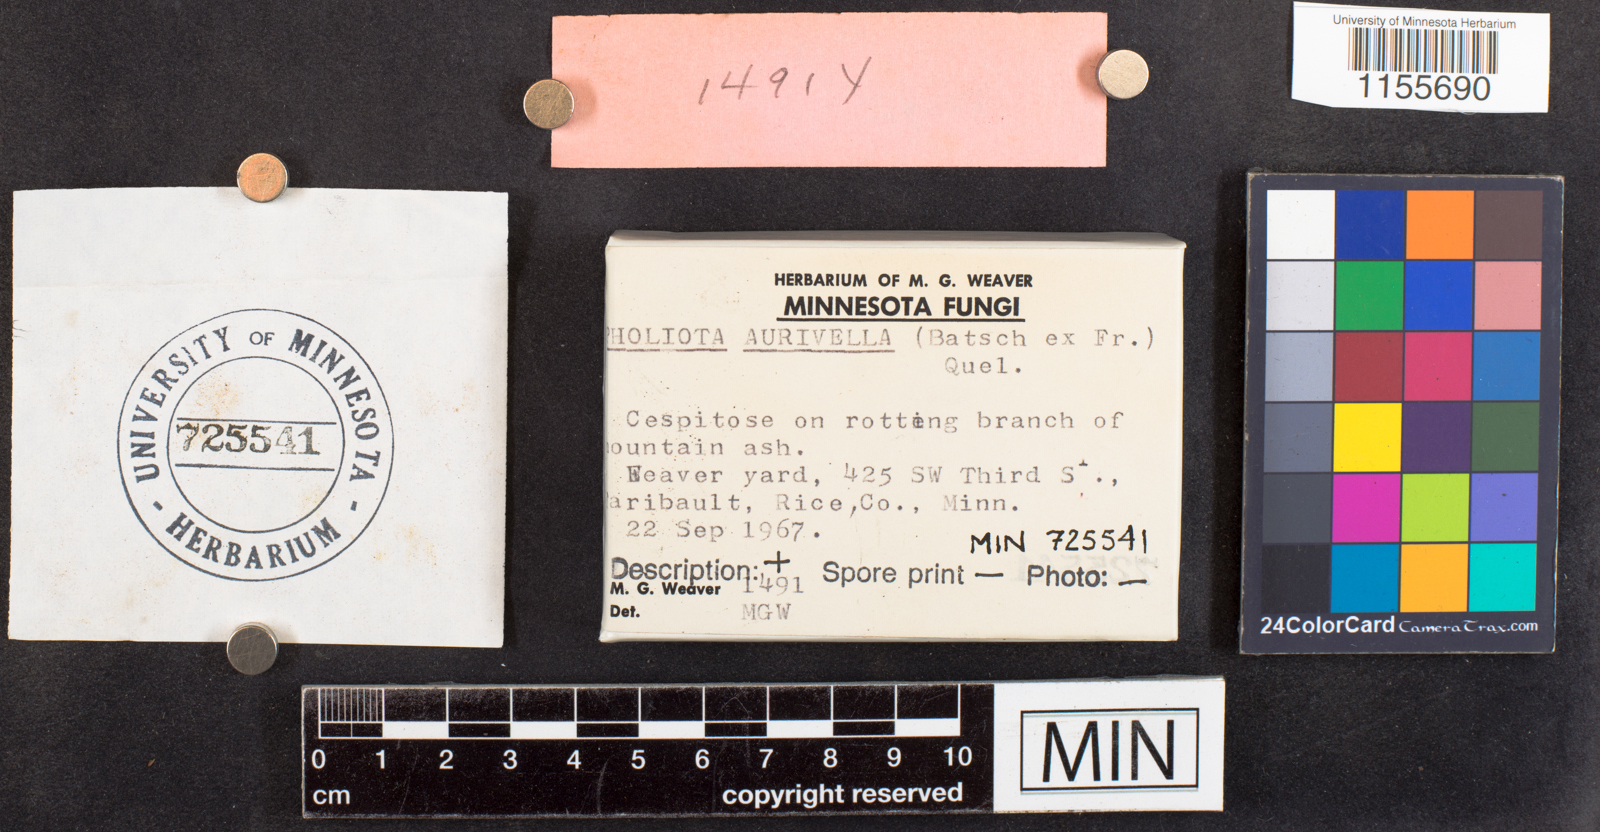 1491Y
University of Minnesota Herbarium
1155690
UNIVERSITY OF MINNESOTA
725541
- HERBARIUM -
HERBARIUM OF M. G. WEAVER
MINNESOTA FUNGI
HOLIOTA AURIVELLA (Batsch ex Fr.)
Quel.
Cespitose on rotting branch of
ountain ash.
Weaver yard, 425 SW Third St.,
aribault, Rice,Co., Minn.
22 Sep 1967.
MIN 725541
Description: + Spore print — Photo: —
M. G. Weaver 1491
Det. MGW
24ColorCard CameraTrax.com
0 1 2 3 4 5 6 7 8 9 10
cm
copyright reserved
MIN